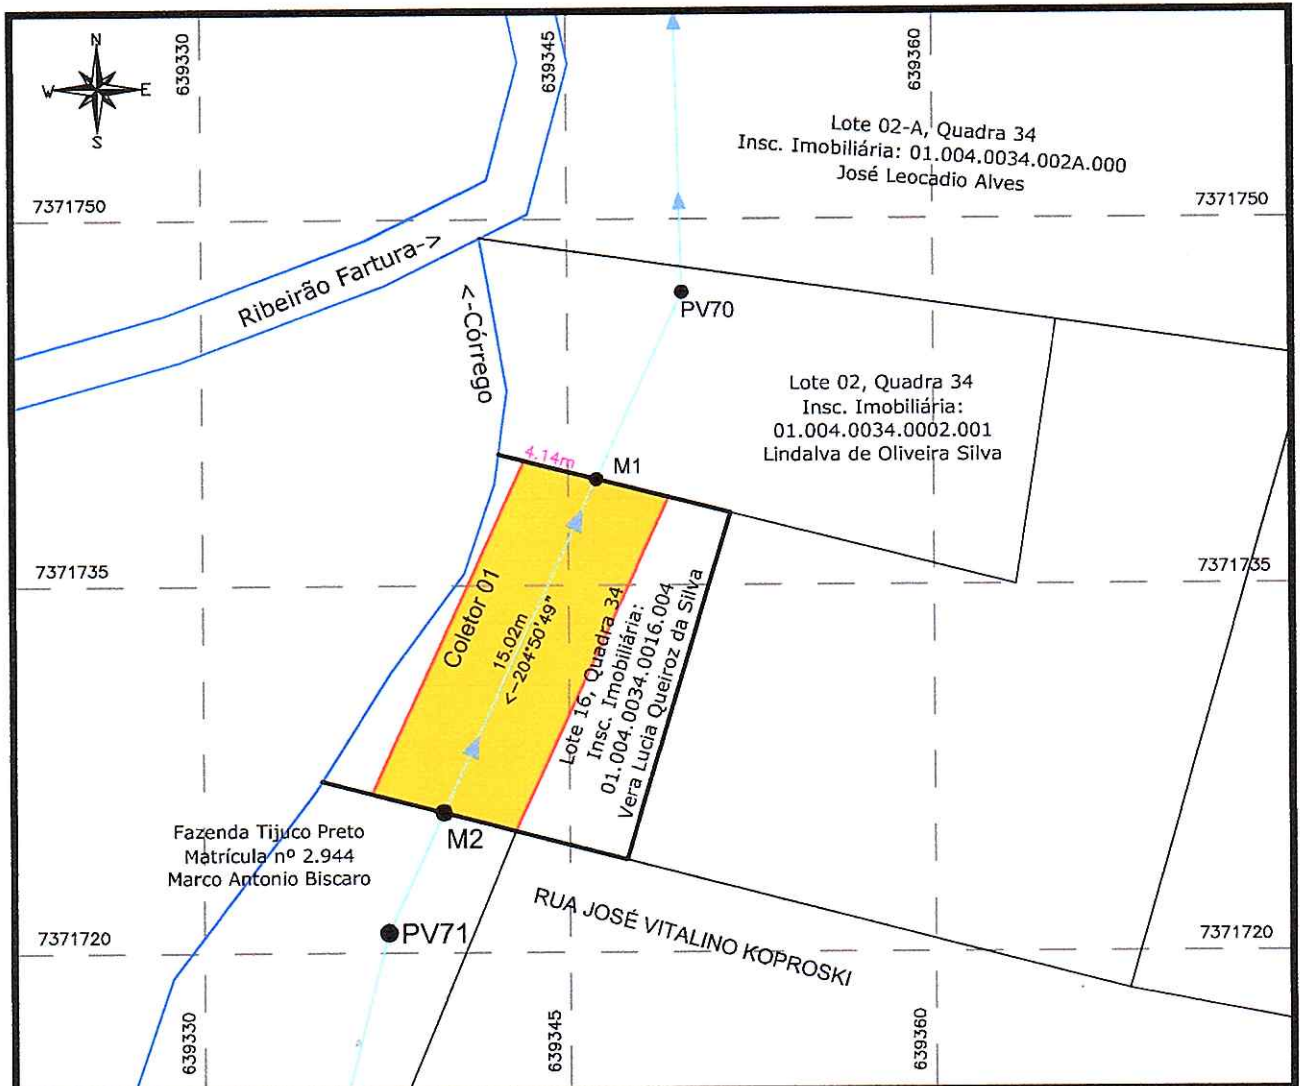 N
W E
S
639330
639345
639360
Lote 02-A, Quadra 34
Insc. Imobiliária: 01.004.0034.002A.000
José Leocadio Alves
7371750
7371750
Ribeirão Fartura->
<-Córrego
PV70
Lote 02, Quadra 34
Insc. Imobiliária:
01.004.0034.0002.001
Lindalva de Oliveira Silva
4.14m
M1
7371735
7371735
Coletor 01
15.02m
<-204°50'49"
Lote 16, Quadra 34
Insc. Imobiliária:
01.004.0034.0016.004
Vera Lucia Queiroz da Silva
Fazenda Tijuco Preto
Matrícula nº 2.944
Marco Antonio Biscaro
M2
RUA JOSÉ VITALINO KOPROSKI
PV71
7371720
7371720
639330
639345
639360